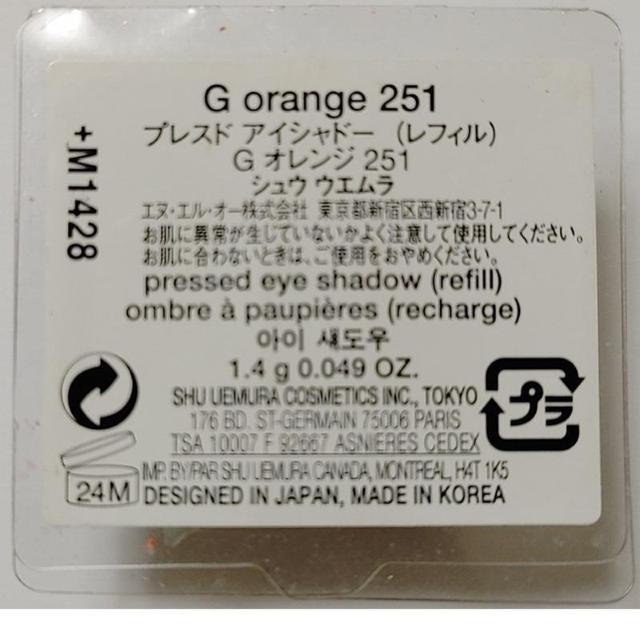 G orange 251
プレスド アイシャドー (レフィル)
G オレンジ 251
シュウ ウエムラ
エヌ・エル・オー株式会社 東京都新宿区西新宿3-7-1
お肌に異常が生じていないかよく注意して使用してください。
お肌に合わないときは、ご使用をおやめください。
pressed eye shadow (refill)
ombre à paupières (recharge)
아이 섀도우
1.4 g 0.049 OZ.
SHU UEMURA COSMETICS INC., TOKYO
176 BD. ST-GERMAIN 75006 PARIS
TSA 10007 F 92667 ASNIERES CEDEX
IMP. BY/PAR SHU UEMURA CANADA, MONTREAL, H4T 1K5
DESIGNED IN JAPAN, MADE IN KOREA
+M1428
24M
プラ